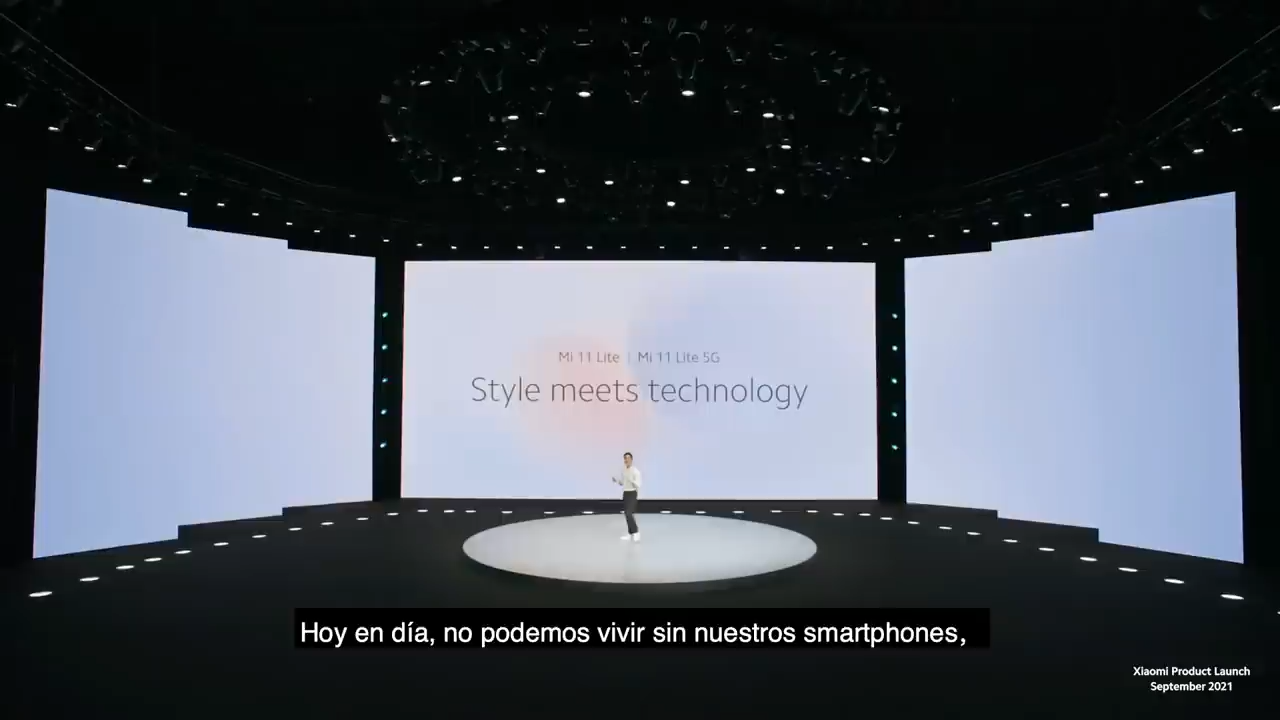 Mi 11 Lite | Mi 11 Lite 5G
Style meets technology
Hoy en día, no podemos vivir sin nuestros smartphones,
Xiaomi Product Launch
September 2021